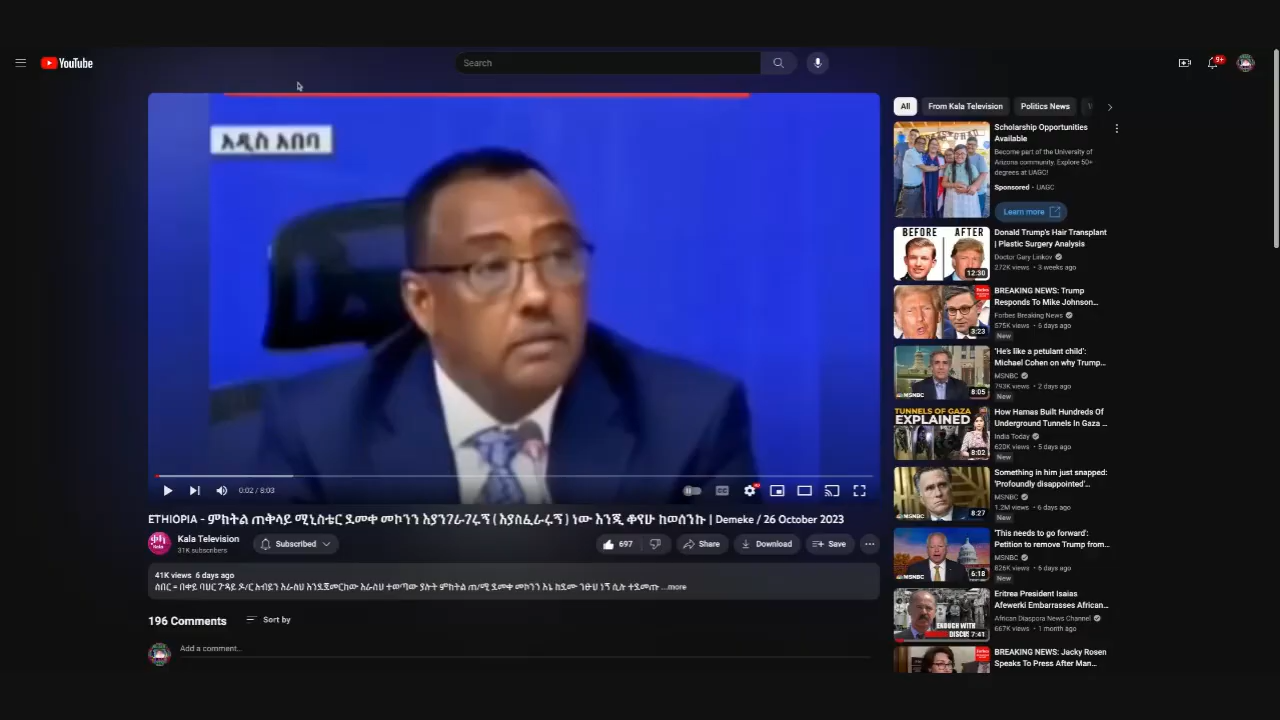 YouTube
Search
9+
አዲስ አበባ
0:02 / 8:03
ETHIOPIA - ምክትል ጠቅላይ ሚኒስቴር ደመቀ መኮንን እያንገራገሩኝ ( እያስፈራሩኝ ) ነው እንጂ ቆየሁ ከወሰንኩ | Demeke / 26 October 2023
Kala Television
31K subscribers
Subscribed
697
Share
Download
Save
41K views 6 days ago
...more
196 Comments
Sort by
Add a comment...
All
From Kala Television
Politics News
Scholarship Opportunities
Available
Become part of the University of
Arizona community. Explore 50+
degrees at UAGC!
Sponsored · UAGC
Learn more
BEFORE AFTER
12:30
Donald Trump's Hair Transplant
| Plastic Surgery Analysis
Doctor Gary Linkov
272K views · 3 weeks ago
3:23
BREAKING NEWS: Trump
Responds To Mike Johnson...
Forbes Breaking News
575K views · 6 days ago
New
MSNBC
8:05
'He's like a petulant child':
Michael Cohen on why Trump...
MSNBC
793K views · 2 days ago
New
TUNNELS OF GAZA
EXPLAINED
8:02
How Hamas Built Hundreds Of
Underground Tunnels In Gaza ...
India Today
620K views · 5 days ago
New
MSNBC
8:27
Something in him just snapped:
'Profoundly disappointed'...
MSNBC
1.2M views · 6 days ago
New
MSNBC
6:18
'This needs to go forward':
Petition to remove Trump from...
MSNBC
826K views · 6 days ago
New
ENOUGH WITH
DISCUS
7:41
Eritrea President Isaias
Afewerki Embarrasses African...
African Diaspora News Channel
667K views · 1 month ago
BREAKING NEWS: Jacky Rosen
Speaks To Press After Man...